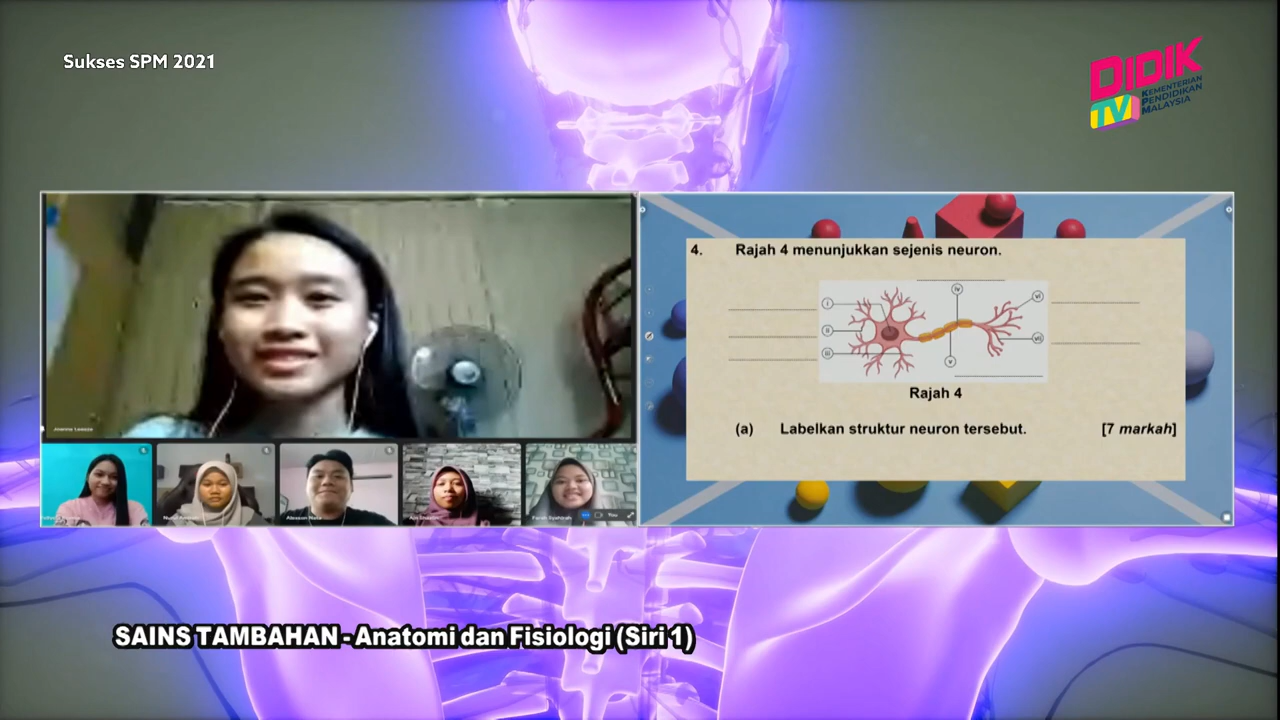 Sukses SPM 2021
DIDIK
TV
KEMENTERIAN
PENDIDIKAN
MALAYSIA
4. Rajah 4 menunjukkan sejenis neuron.
i
ii
iii
iv
v
vi
vii
Rajah 4
(a) Labelkan struktur neuron tersebut. [7 markah]
You
SAINS TAMBAHAN - Anatomi dan Fisiologi (Siri 1)